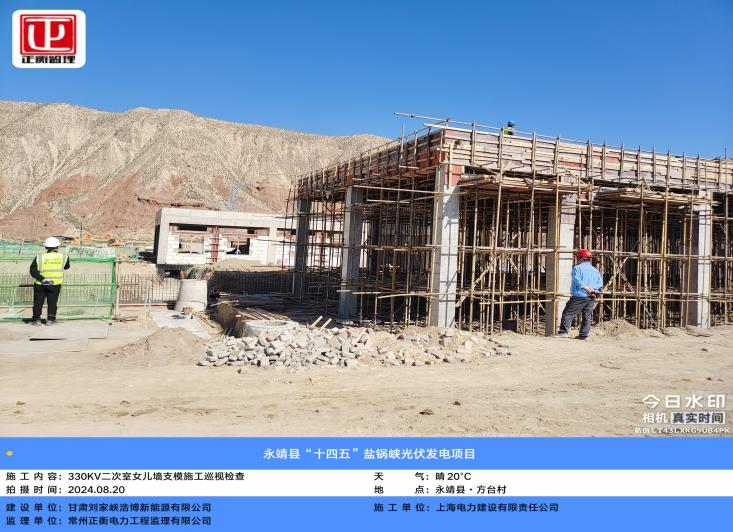 正衡监理
今日水印
相机 真实时间
防伪 LT43LXKG9UB4PK
永靖县“十四五”盐锅峡光伏发电项目
施工内容：330KV二次室女儿墙支模施工巡视检查
天 气：晴 20℃
拍摄时间：2024.08.20
地 点：永靖县·方台村
建设单位：甘肃刘家峡浩博新能源有限公司
施工单位：上海电力建设有限责任公司
监理单位：常州正衡电力工程监理有限公司